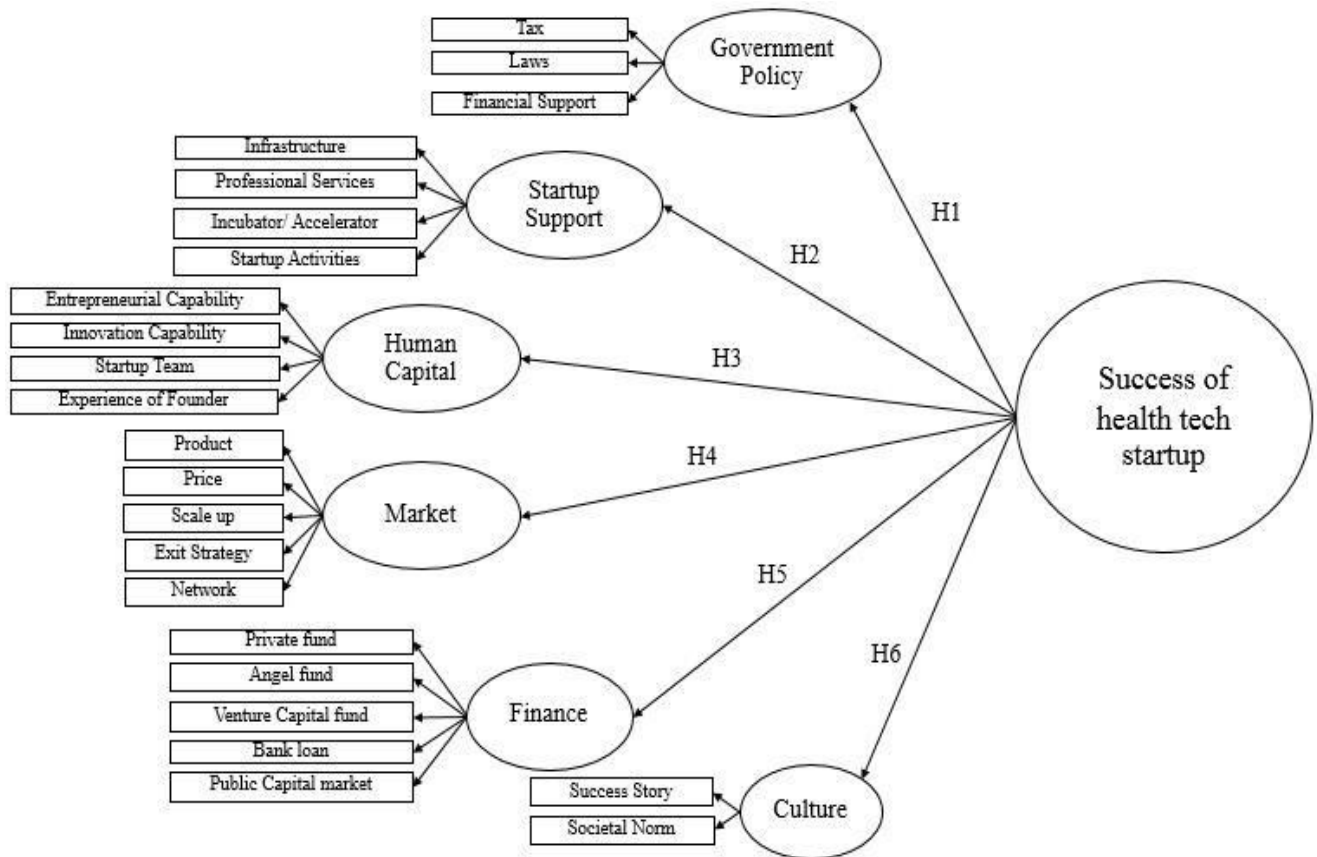 Tax
Laws
Financial Support
Government
Policy
H1
Infrastructure
Professional Services
Incubator/ Accelerator
Startup Activities
Startup
Support
H2
Entrepreneurial Capability
Innovation Capability
Startup Team
Experience of Founder
Human
Capital
H3
Product
Price
Scale up
Exit Strategy
Network
Market
H4
Private fund
Angel fund
Venture Capital fund
Bank loan
Public Capital market
Finance
H5
Success Story
Societal Norm
Culture
H6
Success of
health tech
startup